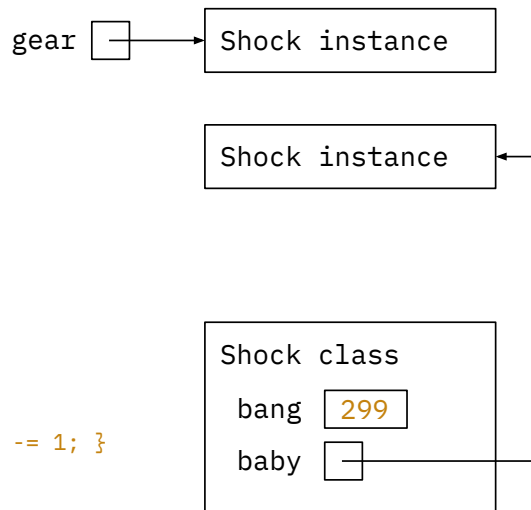 gear Shock instance
Shock instance
Shock class
bang 299
-= 1; }
baby